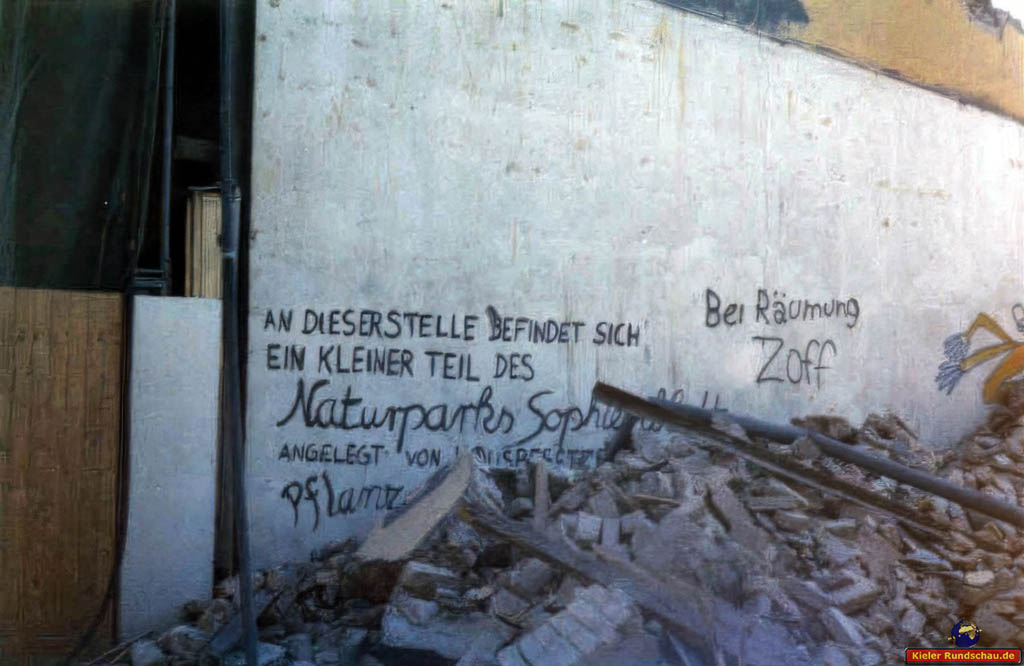 AN DIESERSTELLE BEFINDET SICH
EIN KLEINER TEIL DES
Naturparks
ANGELEGT VON
Bei Räumung
Zoff
Kieler Rundschau.de